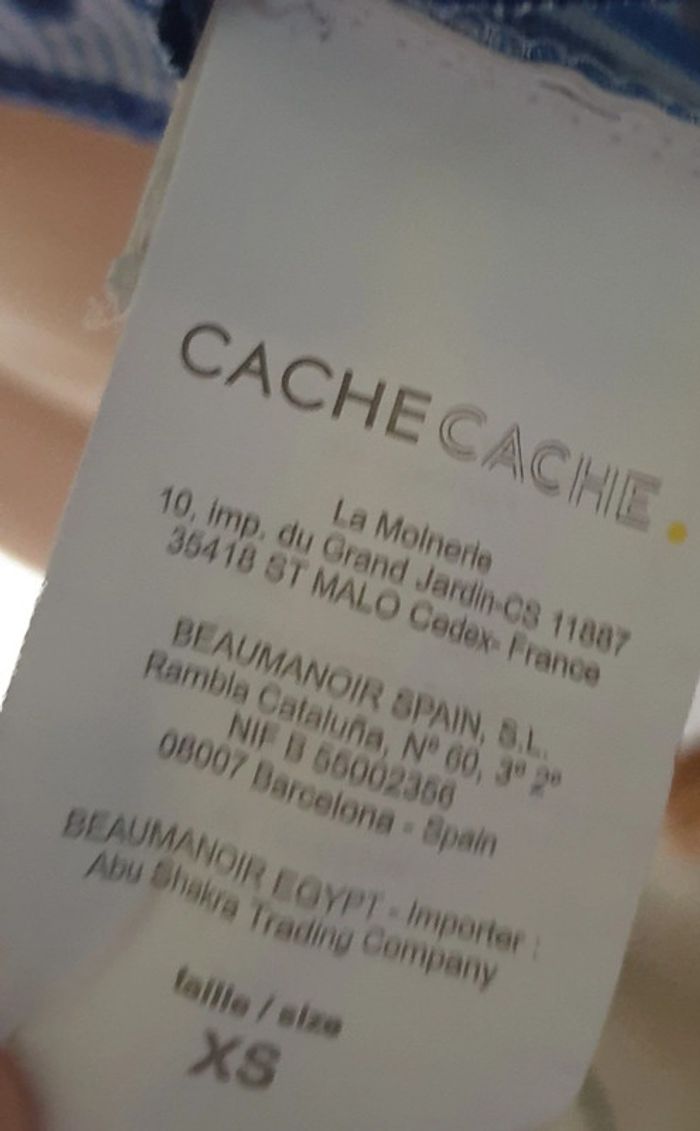 CACHE CACHE.
La Moinerie
10, imp. du Grand Jardin-CS 11887
35418 ST MALO Cedex- France
BEAUMANOIR SPAIN, S.L.
Rambla Cataluña, Nº 60, 3º 2º
NIF B 55002356
08007 Barcelona - Spain
BEAUMANOIR EGYPT - Importer :
Abu Shakra Trading Company
taille / size
XS